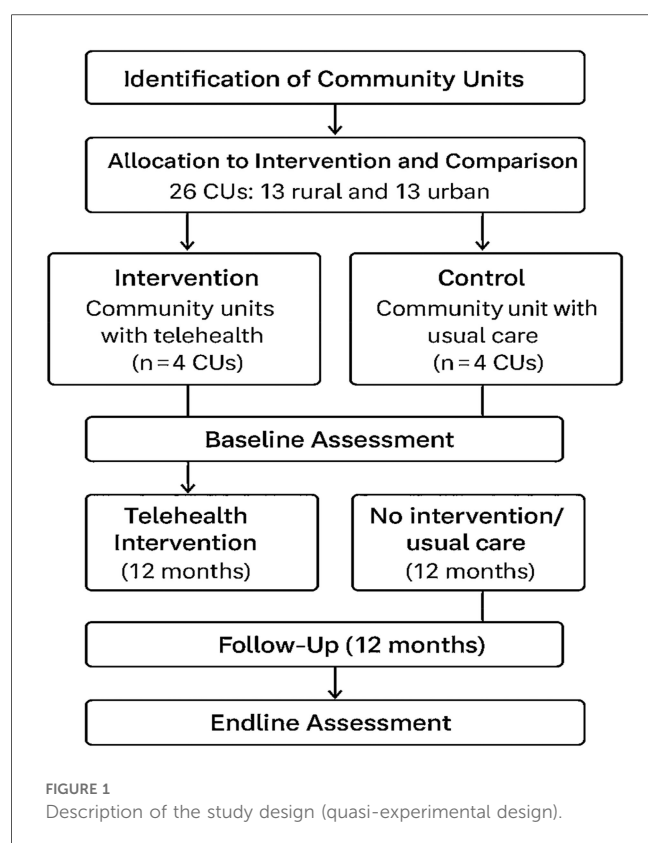 Identification of Community Units
Allocation to Intervention and Comparison
26 CUs: 13 rural and 13 urban
Intervention
Community units
with telehealth
(n=4 CUs)
Control
Community unit with
usual care
(n=4 CUs)
Baseline Assessment
Telehealth
Intervention
(12 months)
No intervention/
usual care
(12 months)
Follow-Up (12 months)
Endline Assessment
FIGURE 1
Description of the study design (quasi-experimental design).